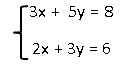 3x + 5y = 8
2x + 3y = 6